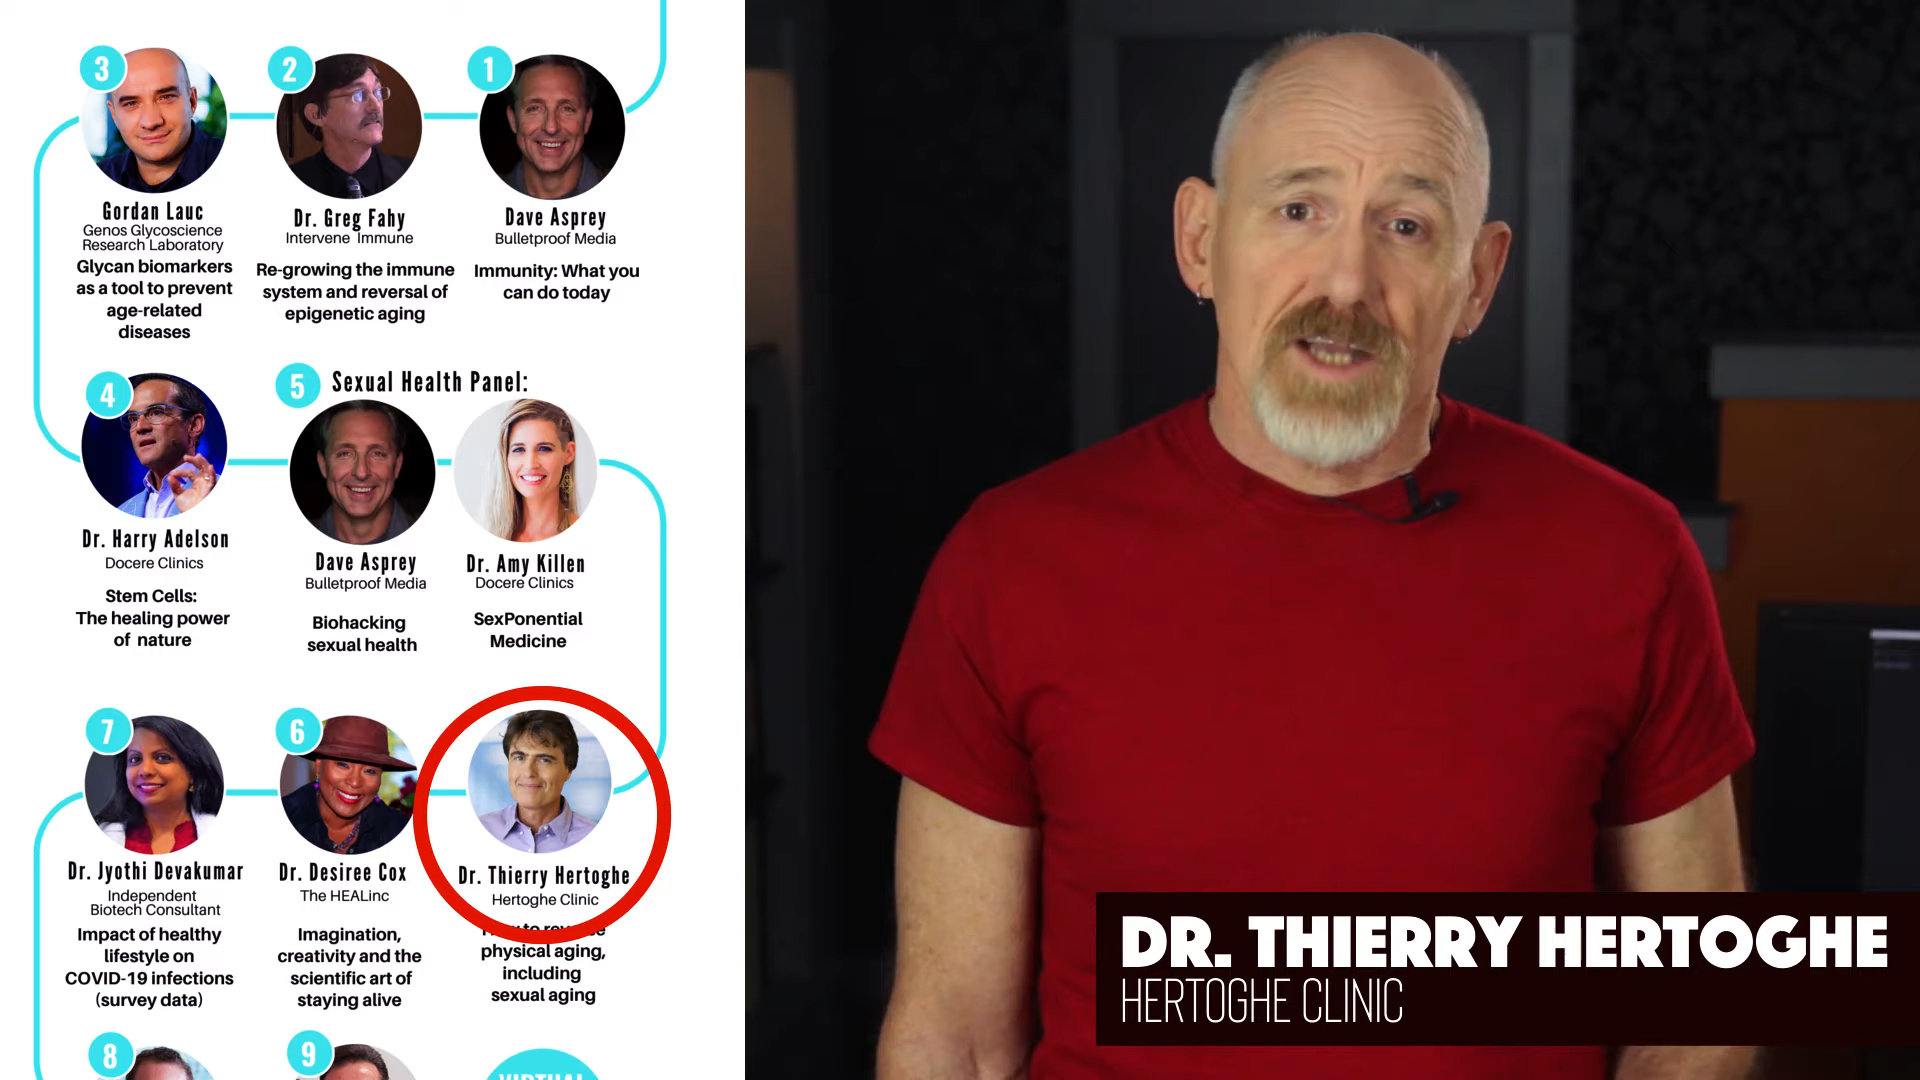 3
2
1
Gordan Lauc
Genos Glycoscience
Research Laboratory
Glycan biomarkers
as a tool to prevent
age-related
diseases
Dr. Greg Fahy
Intervene Immune
Re-growing the immune
system and reversal of
epigenetic aging
Dave Asprey
Bulletproof Media
Immunity: What you
can do today
4
Dr. Harry Adelson
Docere Clinics
Stem Cells:
The healing power
of nature
5
Sexual Health Panel:
Dave Asprey
Bulletproof Media
Biohacking
sexual health
Dr. Amy Killen
Docere Clinics
SexPonential
Medicine
7
Dr. Jyothi Devakumar
Independent
Biotech Consultant
Impact of healthy
lifestyle on
COVID-19 infections
(survey data)
6
Dr. Desiree Cox
The HEALinc
Imagination,
creativity and the
scientific art of
staying alive
Dr. Thierry Hertoghe
Hertoghe Clinic
physical aging,
including
sexual aging
8
9
DR. THIERRY HERTOGHE
HERTOGHE CLINIC